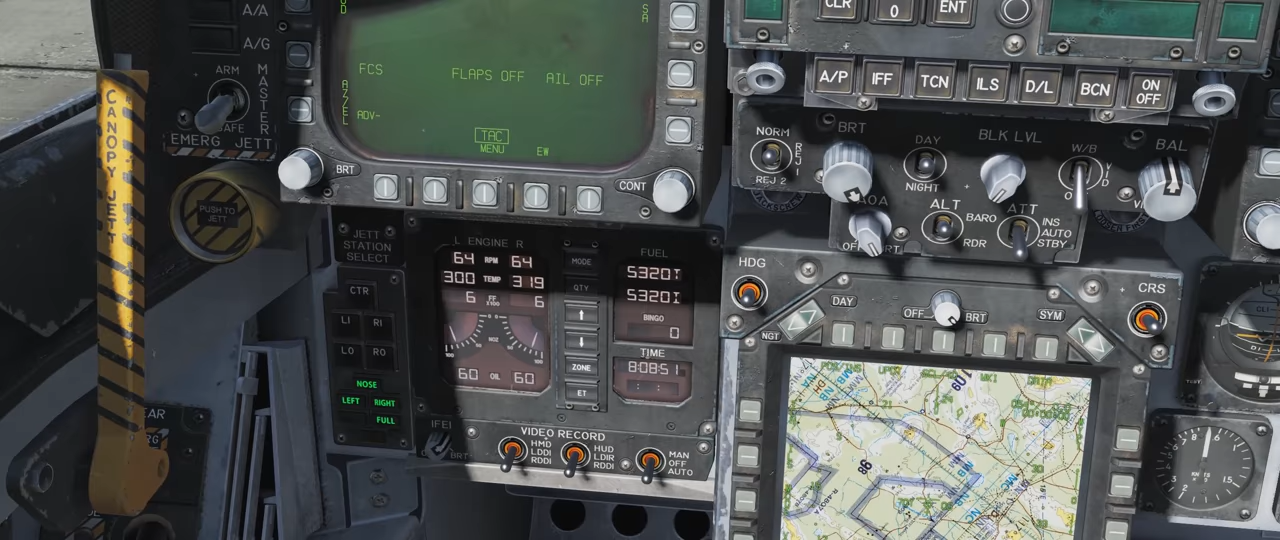 A/A
A/G
ARM
SAFE
MASTER
EMERG JETT
CANOPY JETT
PUSH TO
JETT
FCS
FLAPS OFF AIL OFF
ADV-
TAC
MENU
EW
BRT
CONT
CLR
0
ENT
A/P
IFF
TCN
ILS
D/L
BCN
ON
OFF
NORM
REJ 1
REJ 2
BRT
DAY
NIGHT
BLK LVL
W/B
BAL
AOA
ALT
BARO
RDR
ATT
INS
AUTO
STBY
JETT
STATION
SELECT
CTR
LI
RI
LO
RO
NOSE
LEFT
RIGHT
FULL
L ENGINE R
64 RPM 64
300 TEMP 319
6 FF 6
X100
NOZ
100
100
60 OIL 60
MODE
QTY
ZONE
ET
FUEL
5320T
5320I
BINGO
0
TIME
8:08:51
IFEI
BRT
VIDEO RECORD
HMD
LDDI
RDDI
HUD
LDIR
RDDI
MAN
OFF
AUTO
HDG
DAY
NGT
OFF
BRT
SYM
CRS